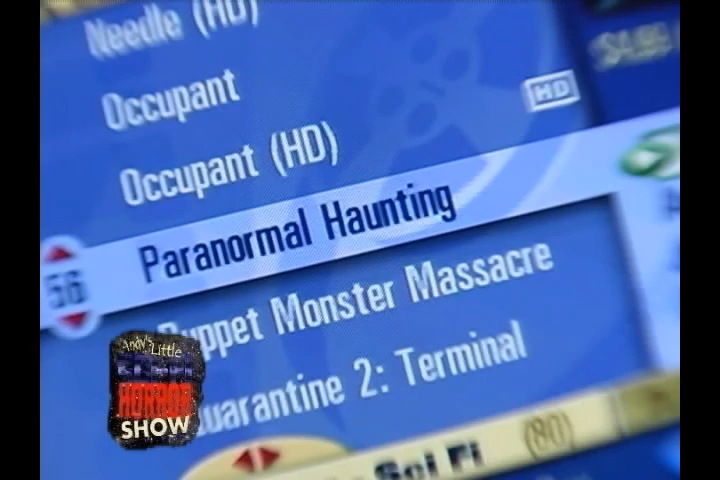 Needle (HD)
Occupant
HD
Occupant (HD)
Paranormal Haunting
56
Puppet Monster Massacre
Quarantine 2: Terminal
Sci Fi (80)
Andy's Little
HORROR
SHOW